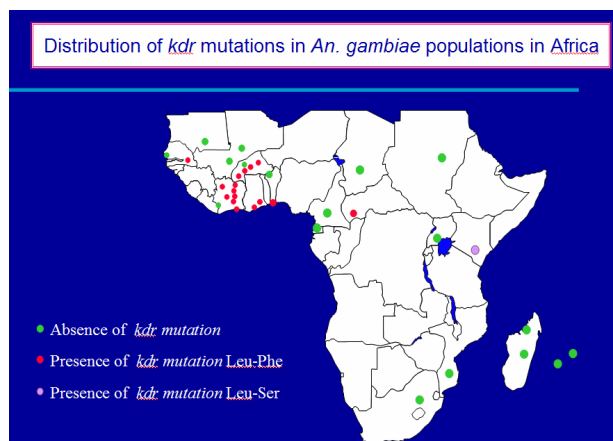 Distribution of kdr mutations in An. gambiae populations in Africa
Absence of kdr mutation
Presence of kdr mutation Leu-Phe
Presence of kdr mutation Leu-Ser